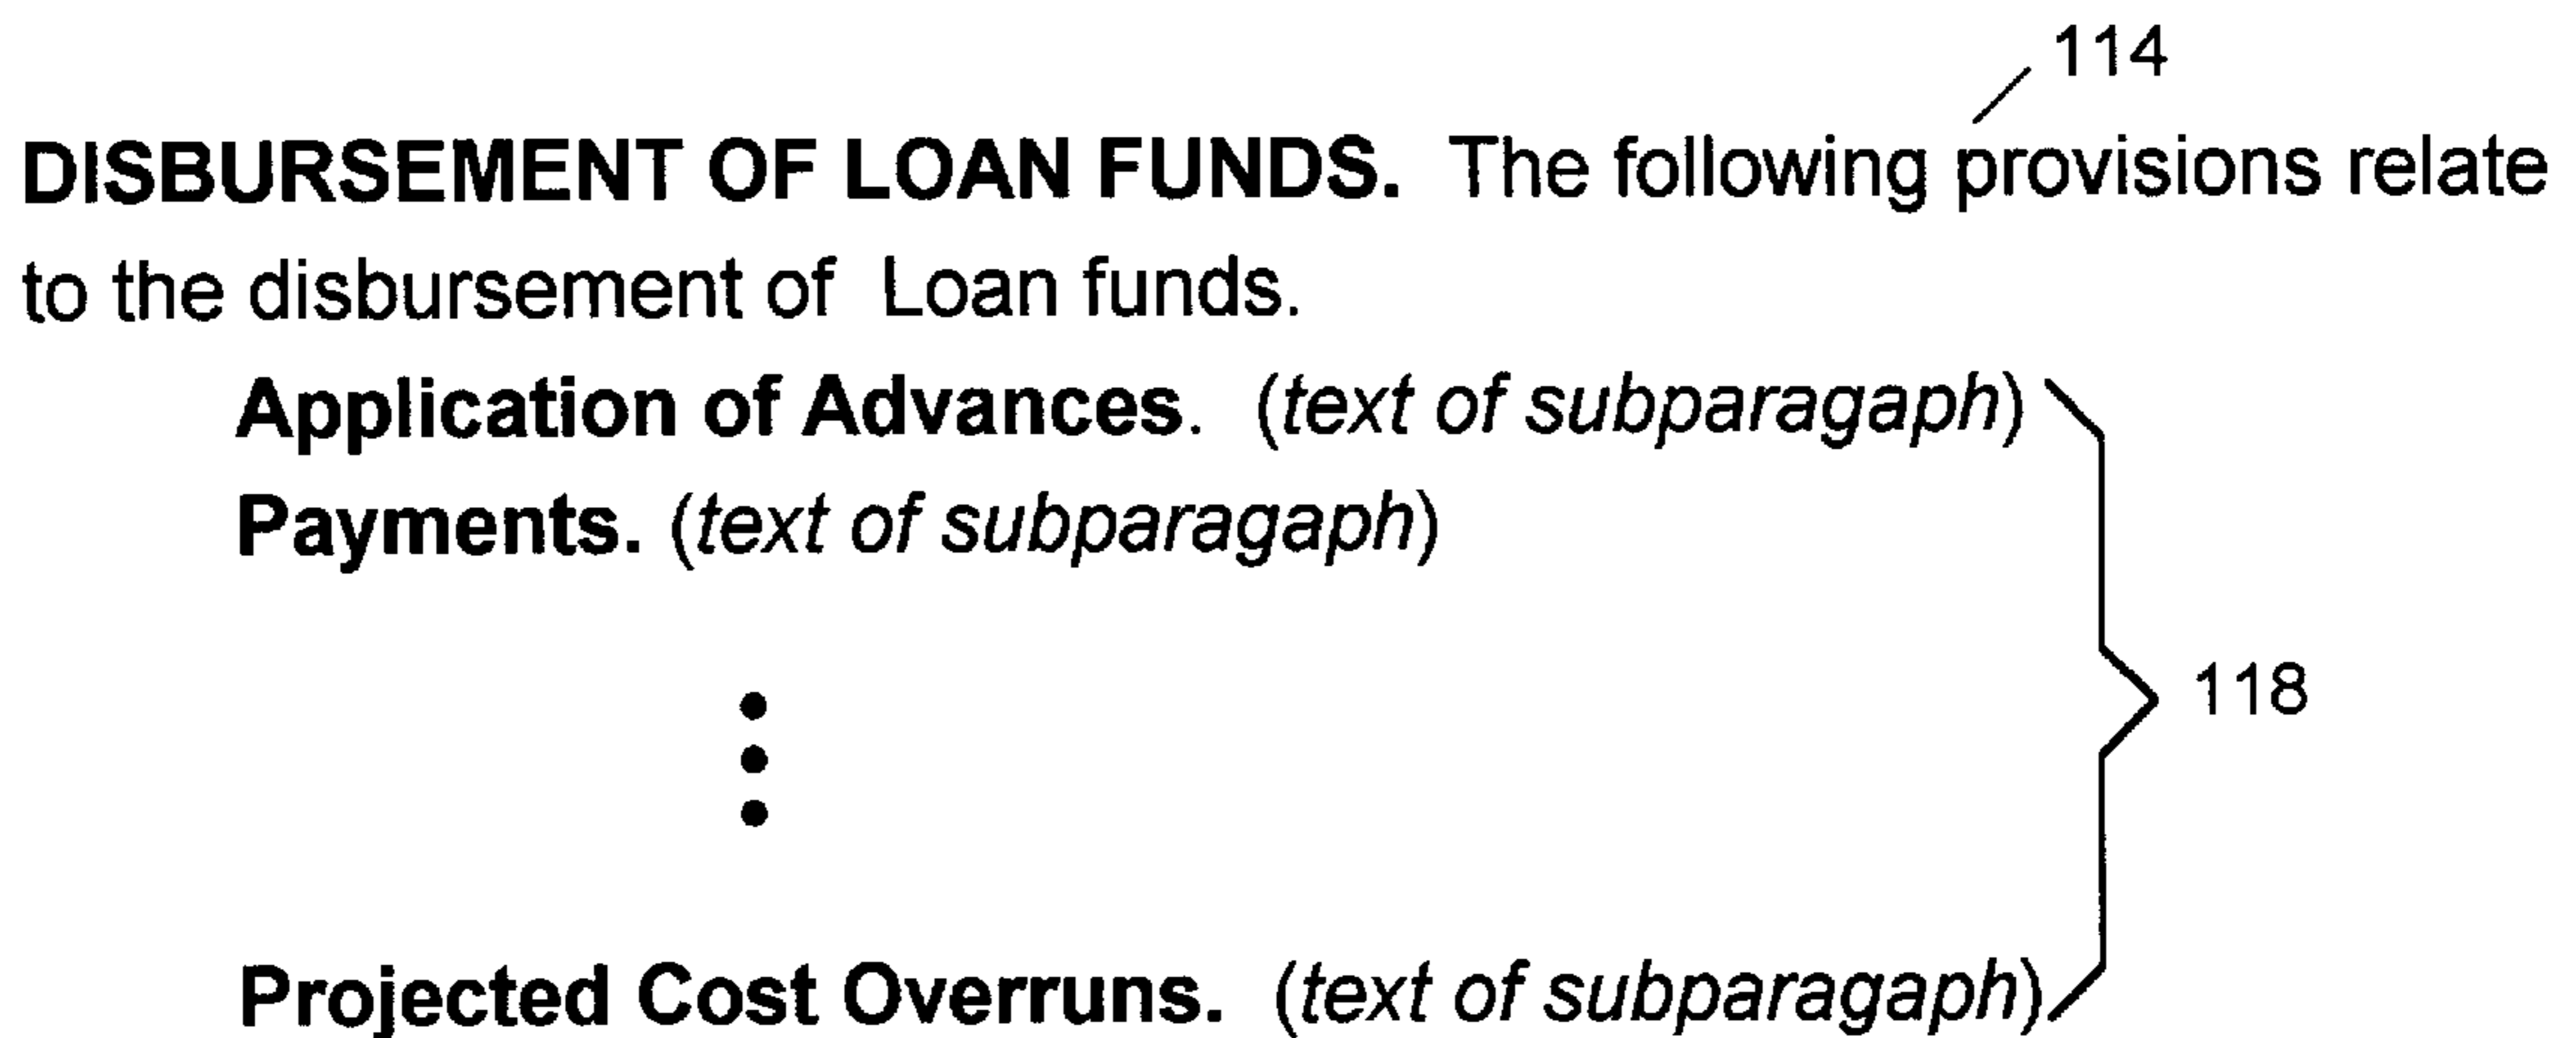 114
DISBURSEMENT OF LOAN FUNDS. The following provisions relate
to the disbursement of Loan funds.
Application of Advances. (text of subparagaph)
Payments. (text of subparagaph)
118
Projected Cost Overruns. (text of subparagaph)